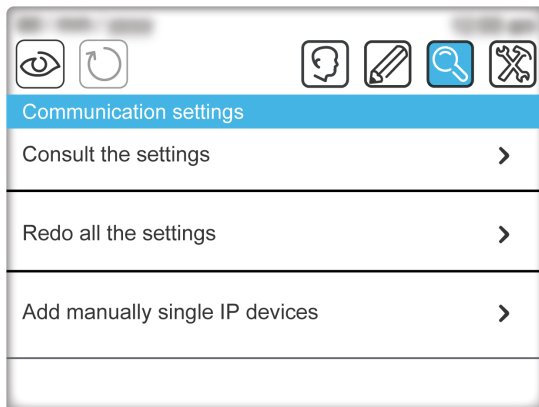 Communication settings
Consult the settings
Redo all the settings
Add manually single IP devices